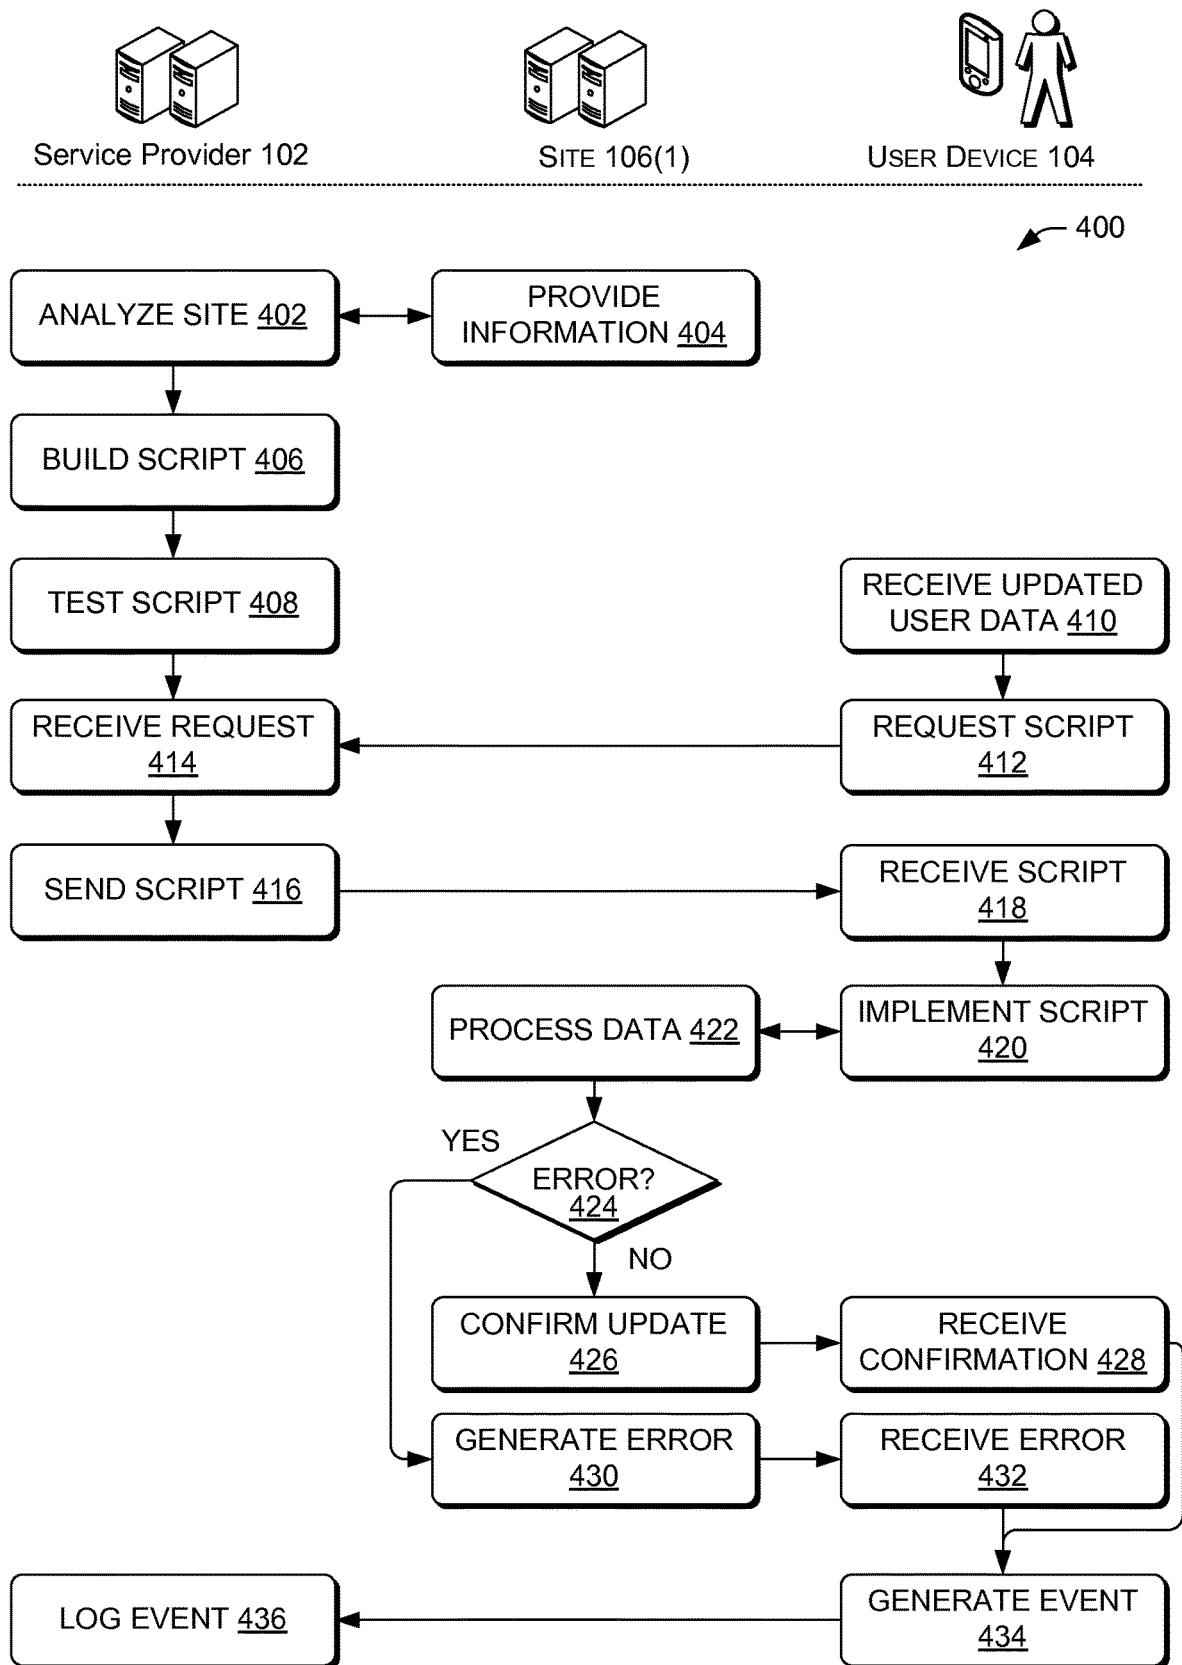 Service Provider 102
SITE 106(1)
USER DEVICE 104
400
ANALYZE SITE 402
PROVIDE
INFORMATION 404
BUILD SCRIPT 406
TEST SCRIPT 408
RECEIVE UPDATED
USER DATA 410
RECEIVE REQUEST
414
REQUEST SCRIPT
412
SEND SCRIPT 416
RECEIVE SCRIPT
418
PROCESS DATA 422
IMPLEMENT SCRIPT
420
YES
ERROR?
424
NO
CONFIRM UPDATE
426
RECEIVE
CONFIRMATION 428
GENERATE ERROR
430
RECEIVE ERROR
432
LOG EVENT 436
GENERATE EVENT
434